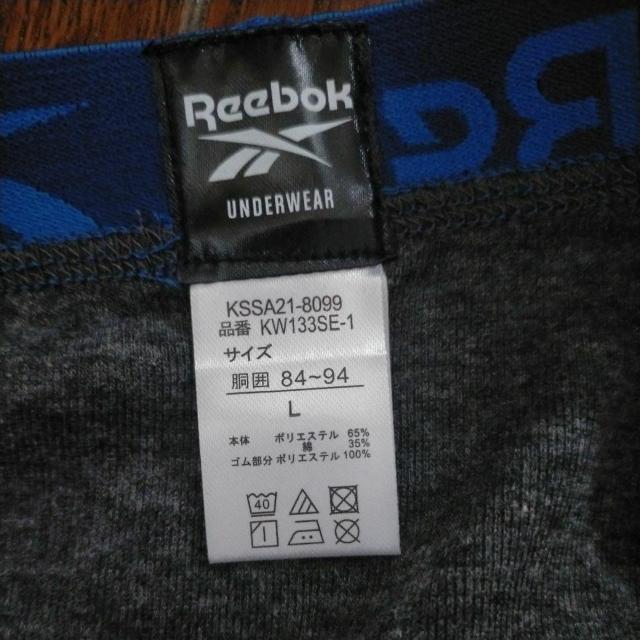 Reebok
UNDERWEAR
KSSA21-8099
品番 KW133SE-1
サイズ
胴囲 84~94
L
本体 ポリエステル 65%
綿 35%
ゴム部分 ポリエステル 100%
40